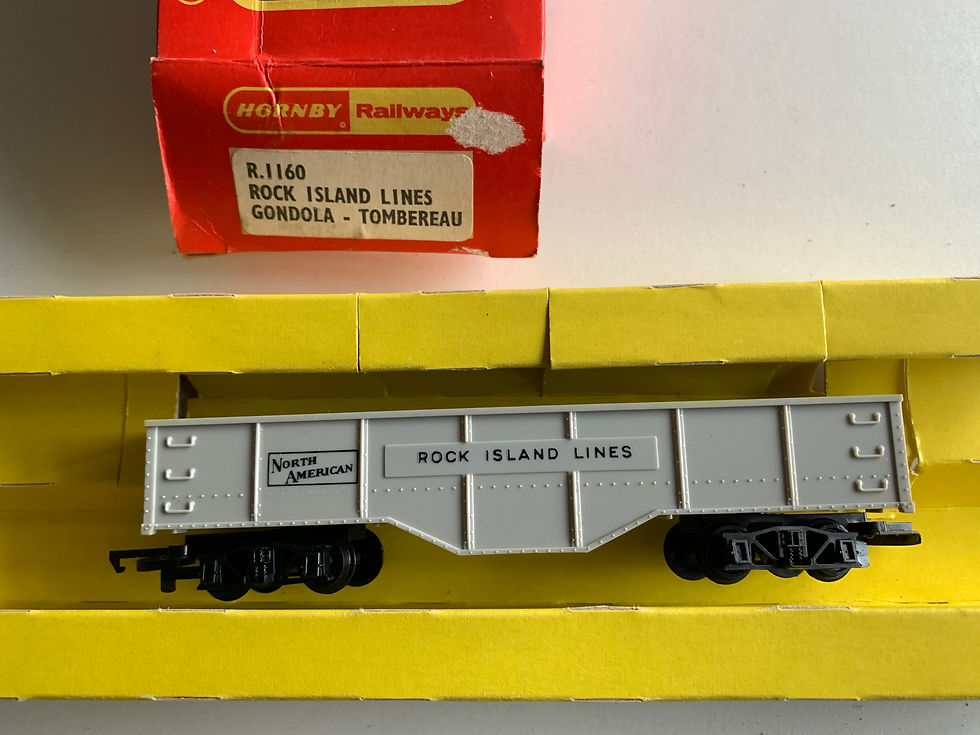 HORNBY Railways
R.1160
ROCK ISLAND LINES
GONDOLA - TOMBEREAU
NORTH
AMERICAN
ROCK ISLAND LINES